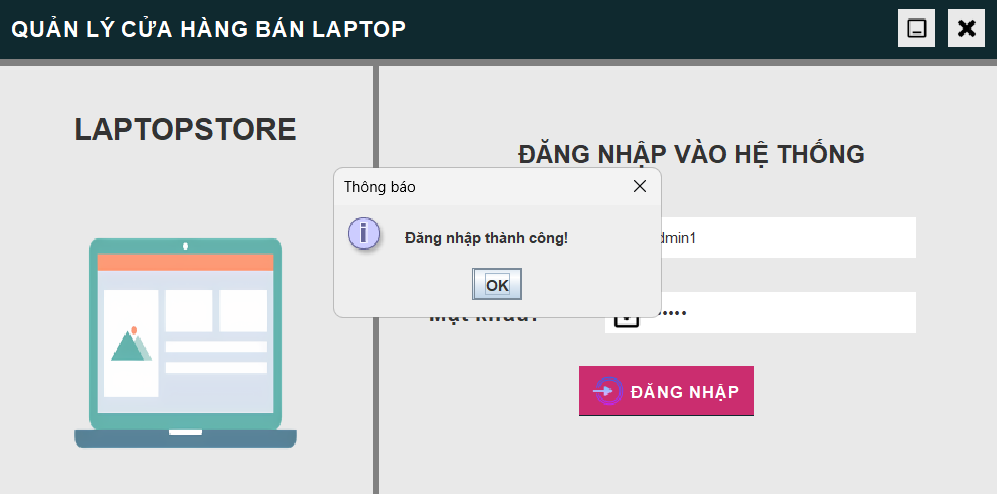 QUẢN LÝ CỬA HÀNG BÁN LAPTOP
LAPTOPSTORE
ĐĂNG NHẬP VÀO HỆ THỐNG
Thông báo
Đăng nhập thành công!
OK
dmin1
ĐĂNG NHẬP